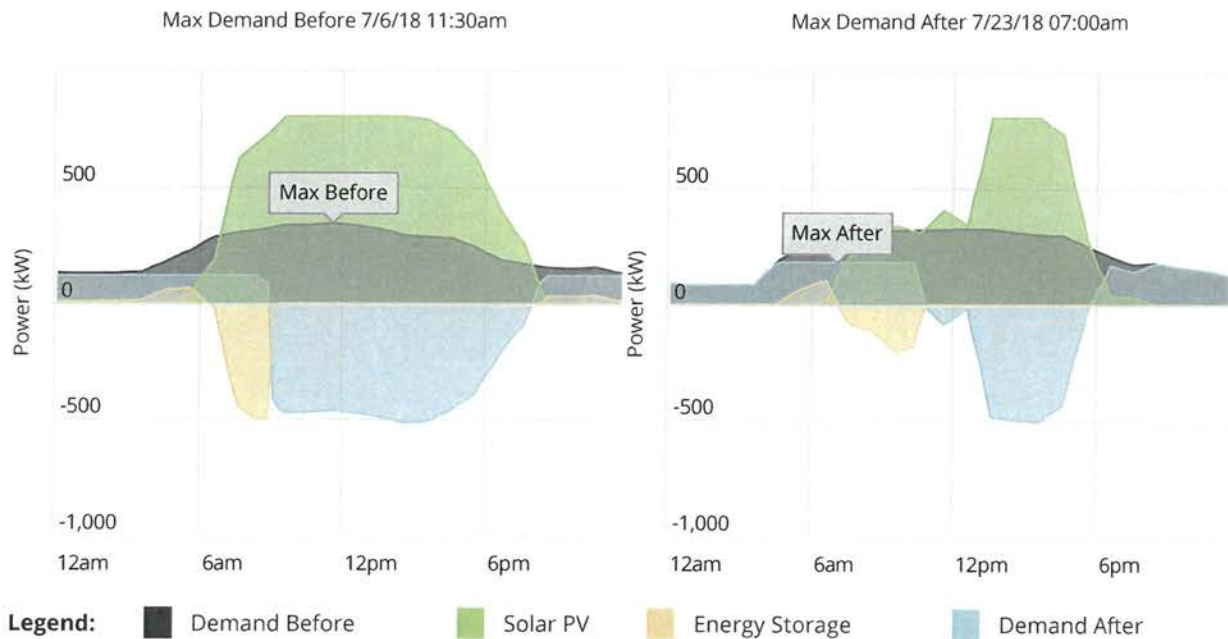 Max Demand Before 7/6/18 11:30am
500
Max Before
Power (kW)
0
-500
-1,000
12am 6am 12pm 6pm
Max Demand After 7/23/18 07:00am
500
Max After
Power (kW)
0
-500
-1,000
12am 6am 12pm 6pm
Legend: Demand Before Solar PV Energy Storage Demand After